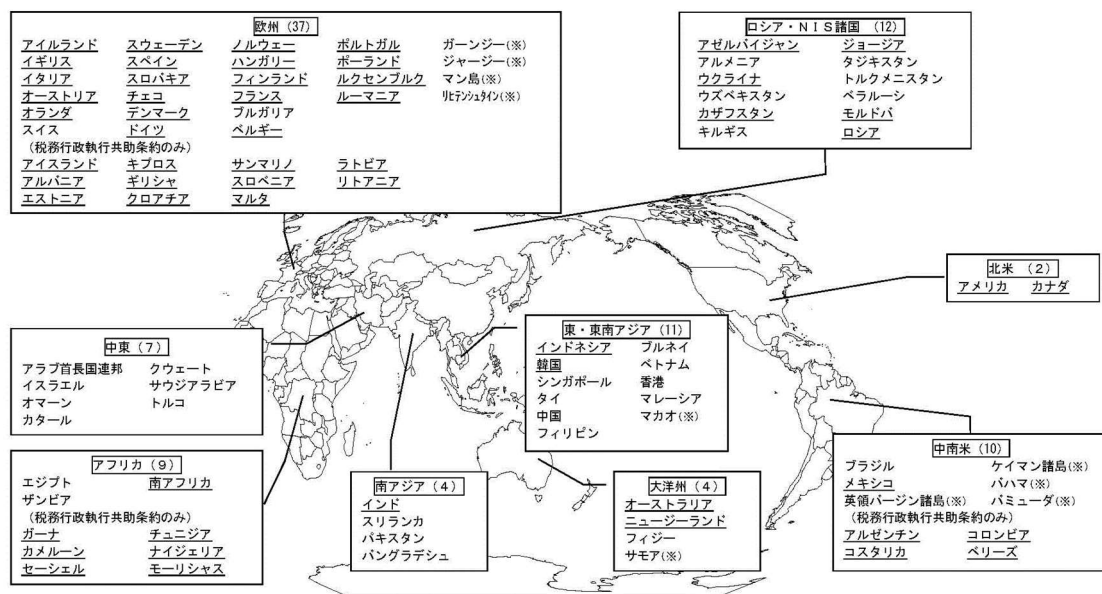 欧州（37）
アイルランド スウェーデン ノルウェー ポルトガル ガーンジー（※）
イギリス スペイン ハンガリー ポーランド ジャージー（※）
イタリア スロバキア フィンランド ルクセンブルク マン島（※）
オーストリア チェコ フランス ルーマニア リヒテンシュタイン（※）
オランダ デンマーク ブルガリア
スイス ドイツ ベルギー
（税務行政執行共助条約のみ）
アイスランド キプロス サンマリノ ラトビア
アルバニア ギリシャ スロベニア リトアニア
エストニア クロアチア マルタ
ロシア・ＮＩＳ諸国（12）
アゼルバイジャン ジョージア
アルメニア タジキスタン
ウクライナ トルクメニスタン
ウズベキスタン ベラルーシ
カザフスタン モルドバ
キルギス ロシア
北米（２）
アメリカ カナダ
中東（７）
アラブ首長国連邦 クウェート
イスラエル サウジアラビア
オマーン トルコ
カタール
東・東南アジア（11）
インドネシア ブルネイ
韓国 ベトナム
シンガポール 香港
タイ マレーシア
中国 マカオ（※）
フィリピン
アフリカ（９）
エジプト 南アフリカ
ザンビア
（税務行政執行共助条約のみ）
ガーナ チュニジア
カメルーン ナイジェリア
セーシェル モーリシャス
南アジア（４）
インド
スリランカ
パキスタン
バングラデシュ
大洋州（４）
オーストラリア
ニュージーランド
フィジー
サモア（※）
中南米（10）
ブラジル ケイマン諸島（※）
メキシコ バハマ（※）
英領バージン諸島（※） バミューダ（※）
（税務行政執行共助条約のみ）
アルゼンチン コロンビア
コスタリカ ベリーズ